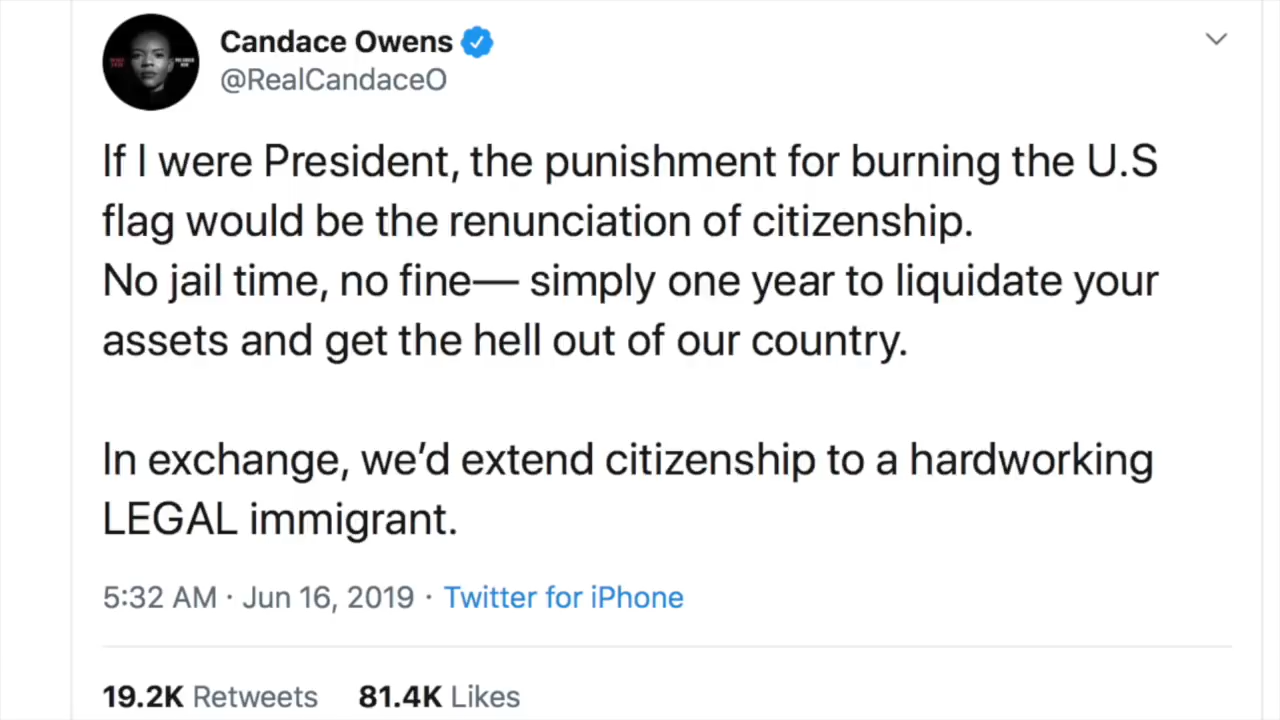 Candace Owens
@RealCandaceO
If I were President, the punishment for burning the U.S
flag would be the renunciation of citizenship.
No jail time, no fine— simply one year to liquidate your
assets and get the hell out of our country.
In exchange, we’d extend citizenship to a hardworking
LEGAL immigrant.
5:32 AM · Jun 16, 2019 · Twitter for iPhone
19.2K Retweets 81.4K Likes